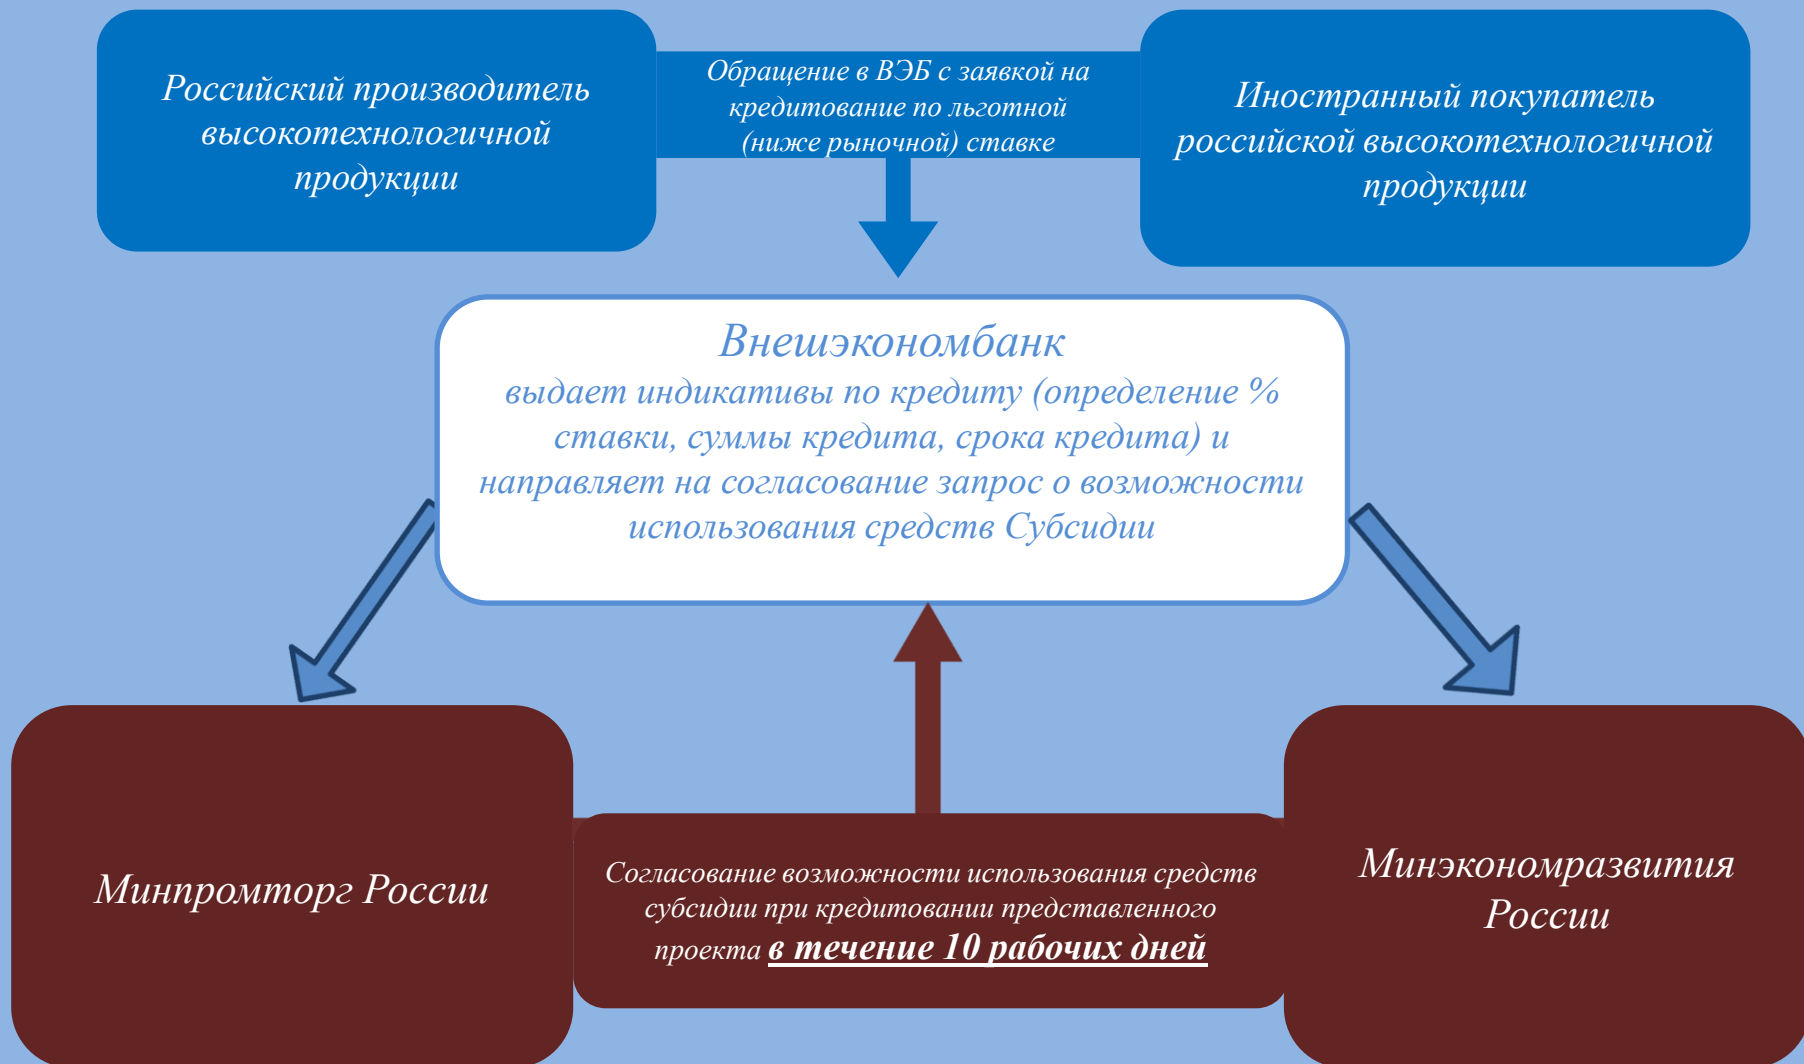 Российский производитель
высокотехнологичной
продукции
Обращение в ВЭБ с заявкой на
кредитование по льготной
(ниже рыночной) ставке
Иностранный покупатель
российской высокотехнологичной
продукции
Внешэкономбанк
выдает индикативы по кредиту (определение %
ставки, суммы кредита, срока кредита) и
направляет на согласование запрос о возможности
использования средств Субсидии
Минпромторг России
Согласование возможности использования средств
субсидии при кредитовании представленного
проекта в течение 10 рабочих дней
Минэкономразвития
России